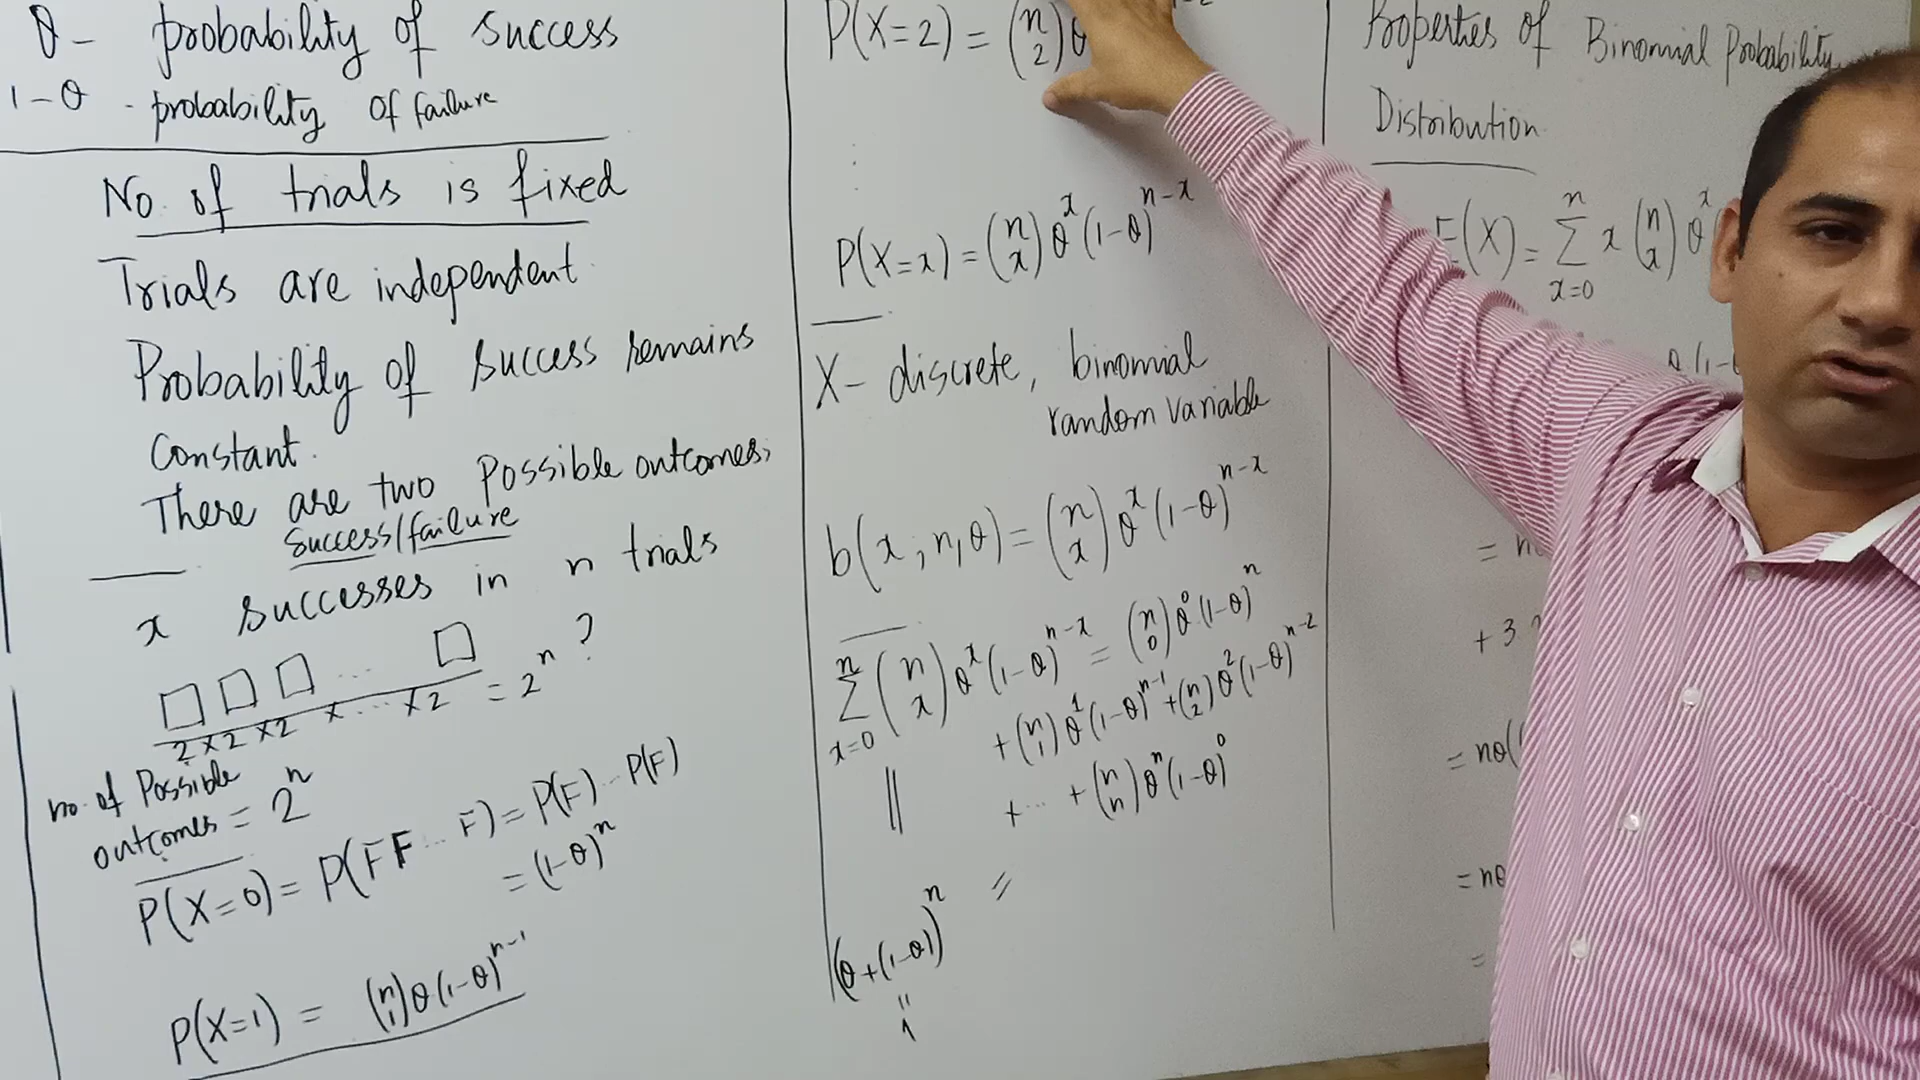 θ - probability of success
1-θ - probability of failure
No. of trials is fixed
Trials are independent.
Probability of success remains
Constant.
There are two possible outcomes,
Success/failure
x successes in n trials
... = 2^n ?
2 × 2 × 2 × ... × 2
no. of Possible
outcomes = 2^n
P(X=0) = P(FF...F) = P(F)...P(F)
= (1-θ)^n
P(X=1) = (n 1) θ (1-θ)^{n-1}
P(X=2) = (n 2) θ
P(X=x) = (n x) θ^x (1-θ)^{n-x}
X - discrete, binomial
random variable
b(x; n, θ) = (n x) θ^x (1-θ)^{n-x}
∑_{x=0}^{n} (n x) θ^x (1-θ)^{n-x} = (n 0) θ^0 (1-θ)^n
+ (n 1) θ^1 (1-θ)^{n-1} + (n 2) θ^2 (1-θ)^{n-2}
|| + ... + (n n) θ^n (1-θ)^0
(θ + (1-θ))^n =
"
1
Properties of Binomial Probability
Distribution
E(X) = ∑_{x=0}^{n} x (n x) θ^x
+ 3
= nθ(
= nθ
=